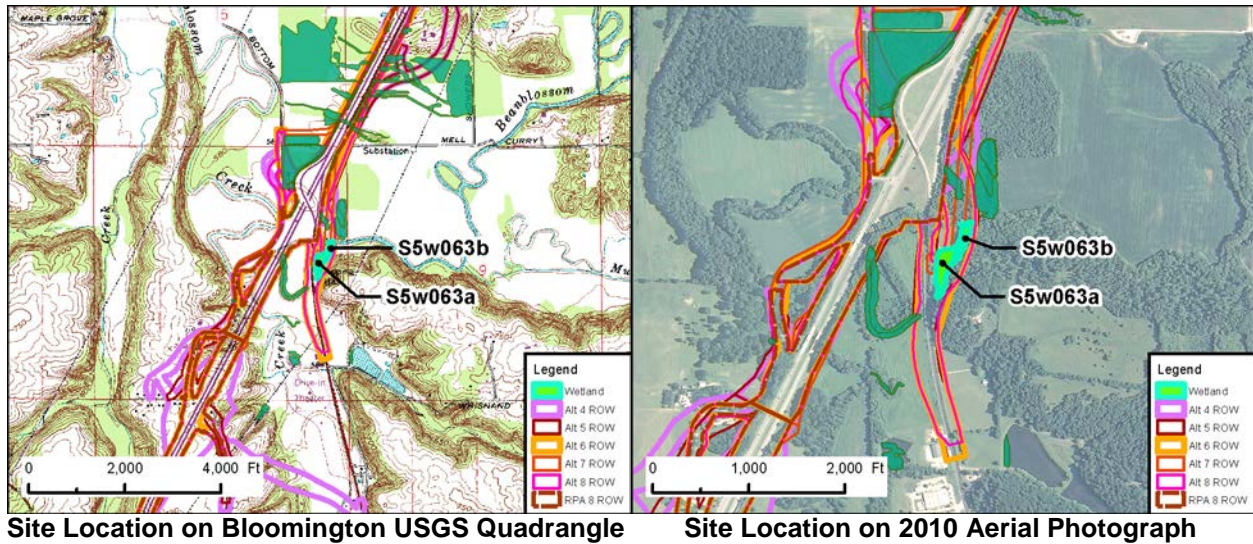 MAPLE GROVE
5
BOTTOM
Beanblossom
MELL
CURRY
Substation
Creek
Creek
S5w063b
9
S5w063a
Creek
Drive-in
Theater
WRISNAND
Legend
Wetland
Alt 4 ROW
Alt 5 ROW
Alt 6 ROW
Alt 7 ROW
Alt 8 ROW
RPA 8 ROW
0 2,000 4,000 Ft
S5w063b
S5w063a
Legend
Wetland
Alt 4 ROW
Alt 5 ROW
Alt 6 ROW
Alt 7 ROW
Alt 8 ROW
RPA 8 ROW
0 1,000 2,000 Ft
Site Location on Bloomington USGS Quadrangle
Site Location on 2010 Aerial Photograph